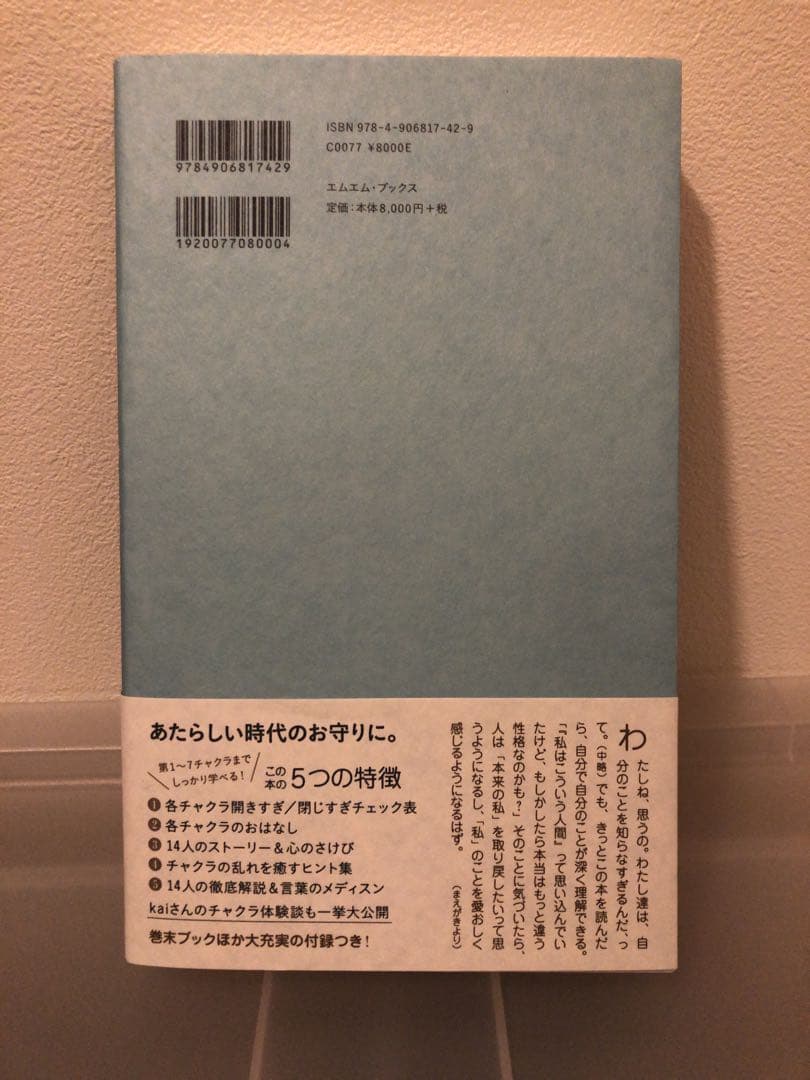 ISBN 978-4-906817-42-9
C0077 ¥8000E
9784906817429
エムエム・ブックス
定価：本体8,000円＋税
1920077080004
あたらしい時代のお守りに。
第1〜7チャクラまで
しっかり学べる！
この
本の
5つの特徴
❶ 各チャクラ開きすぎ／閉じすぎチェック表
❷ 各チャクラのおはなし
❸ 14人のストーリー＆心のさけび
❹ チャクラの乱れを癒すヒント集
❺ 14人の徹底解説＆言葉のメディスン
kaiさんのチャクラ体験談も一挙大公開
巻末ブックほか大充実の付録つき！
わたしね、思うの。わたし達は、自
分のことを知らなすぎるんだ、っ
て。（中略）でも、きっとこの本を読んだ
ら、自分で自分のことが深く理解できる。
「『私はこういう人間』って思い込んでい
たけど、もしかしたら本当はもっと違う
性格なのかも？」そのことに気づいたら、
人は「本来の私」を取り戻したいって思
うようになるし、「私」のことを愛おしく
感じるようになるはず。
（まえがきより）